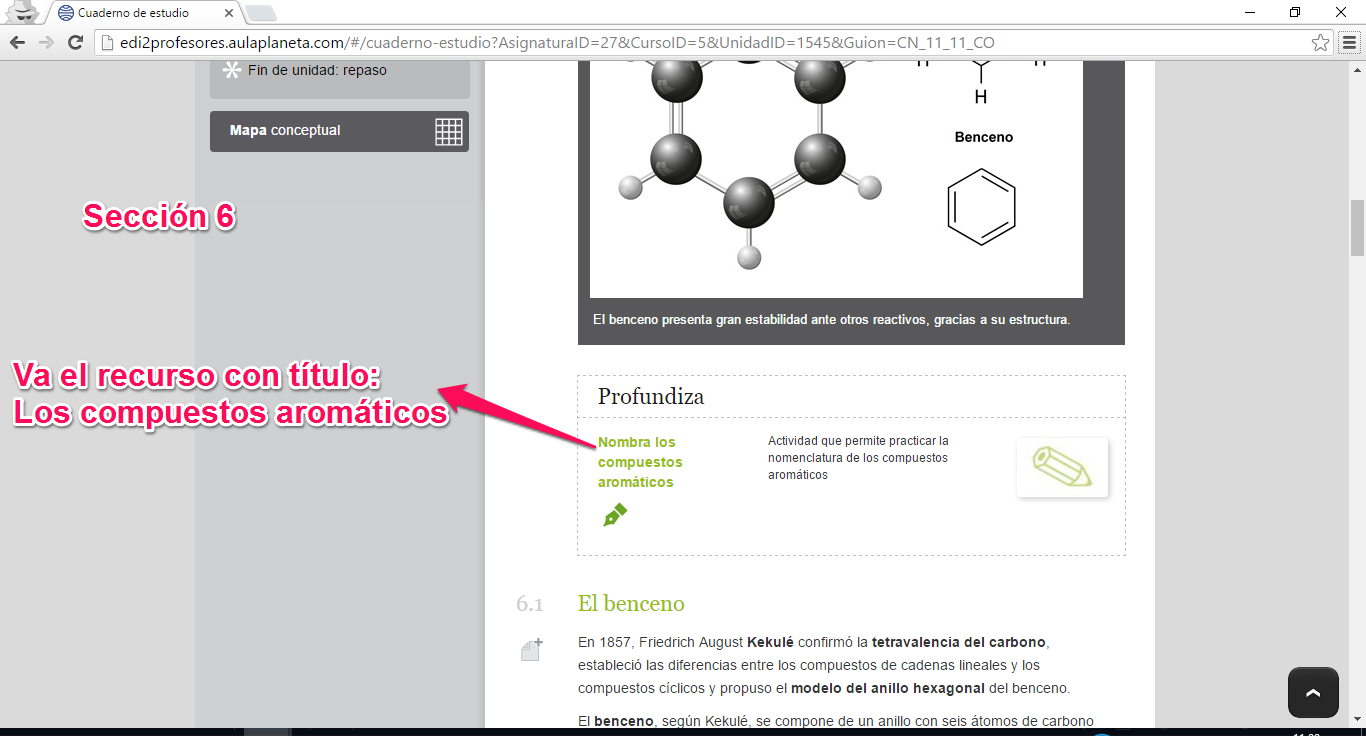 Cuaderno de estudio
edi2profesores.aulaplaneta.com/#/cuaderno-estudio?AsignaturaID=27&CursoID=5&UnidadID=1545&Guion=CN_11_11_CO
Fin de unidad: repaso
Mapa conceptual
Sección 6
Va el recurso con título:
Los compuestos aromáticos
H
H
H
Benceno
El benceno presenta gran estabilidad ante otros reactivos, gracias a su estructura.
Profundiza
Nombra los
compuestos
aromáticos
Actividad que permite practicar la
nomenclatura de los compuestos
aromáticos
6.1 El benceno
En 1857, Friedrich August Kekulé confirmó la tetravalencia del carbono,
estableció las diferencias entre los compuestos de cadenas lineales y los
compuestos cíclicos y propuso el modelo del anillo hexagonal del benceno.
El benceno, según Kekulé, se compone de un anillo con seis átomos de carbono